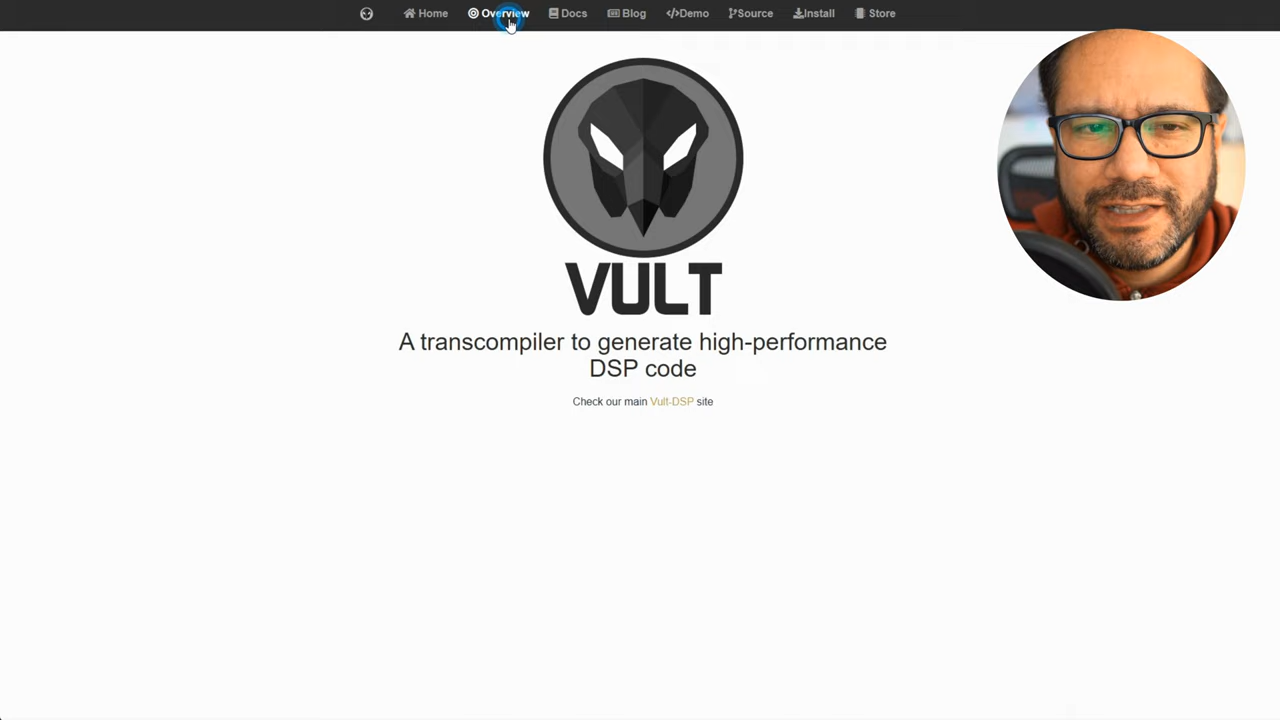 Home Overview Docs Blog </>Demo Source Install Store
VULT
A transcompiler to generate high-performance
DSP code
Check our main Vult-DSP site